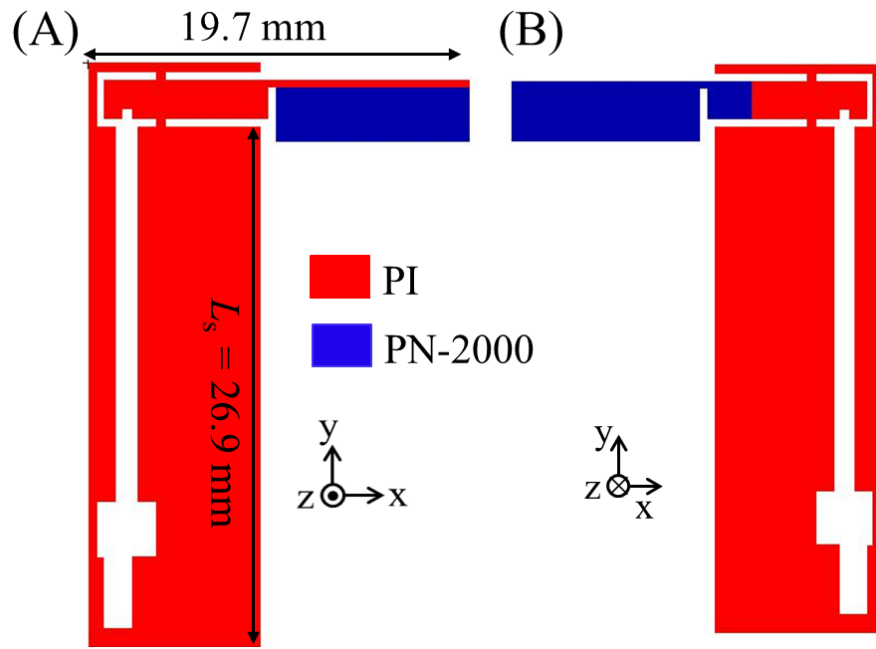 (A)
19.7 mm
(B)
Ls = 26.9 mm
PI
PN-2000
y
z
x
y
z
x